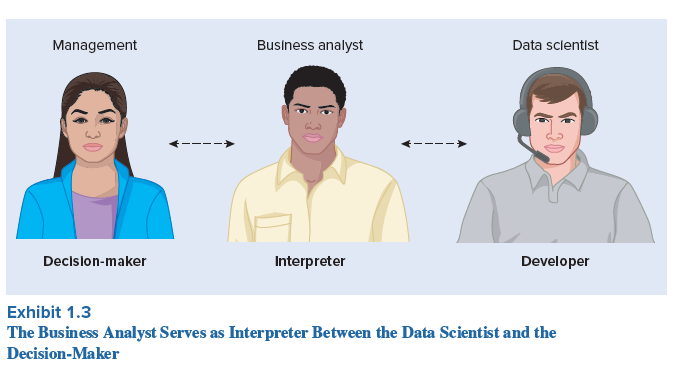 Management
Business analyst
Data scientist
Decision-maker
Interpreter
Developer
Exhibit 1.3
The Business Analyst Serves as Interpreter Between the Data Scientist and the
Decision-Maker